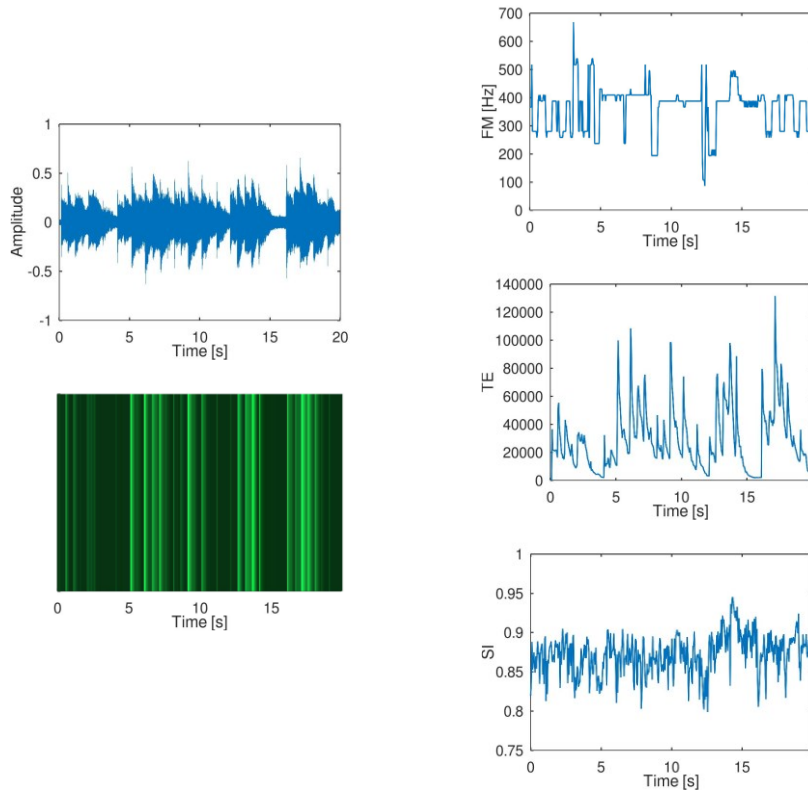 1
0.5
0
-0.5
-1
Amplitude
0 5 10 15 20
Time [s]
0 5 10 15
Time [s]
700
600
500
400
300
200
100
0
FM [Hz]
0 5 10 15
Time [s]
140000
120000
100000
80000
60000
40000
20000
0
TE
0 5 10 15
Time [s]
1
0.95
0.9
0.85
0.8
0.75
SI
0 5 10 15
Time [s]